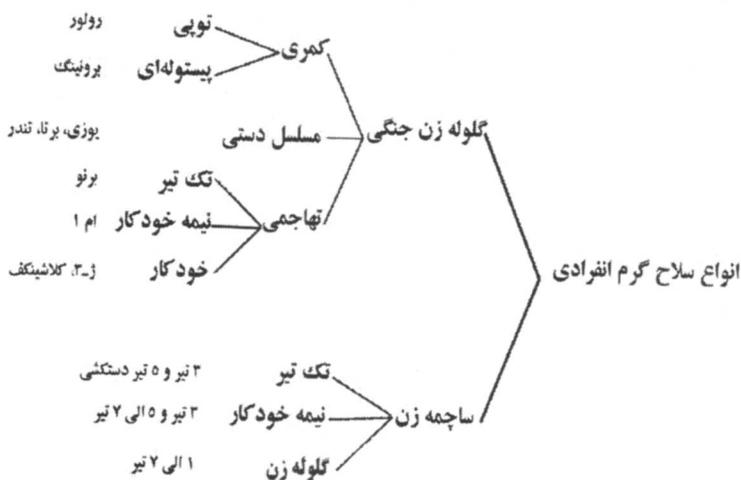 انواع سلاح گرم انفرادی
گلوله زن جنگی
کمری
توپی
رولور
پیستوله‌ای
برونینگ
مسلسل دستی
یوزی، برتا، تندر
تهاجمی
تک تیر
برنو
نیمه خودکار
ام ۱
خودکار
ژ-۳، کلاشینکف
ساچمه زن
تک تیر
۳ تیر و ۵ تیر دستکشی
نیمه خودکار
۳ تیر و ۵ الی ۷ تیر
گلوله زن
۱ الی ۷ تیر